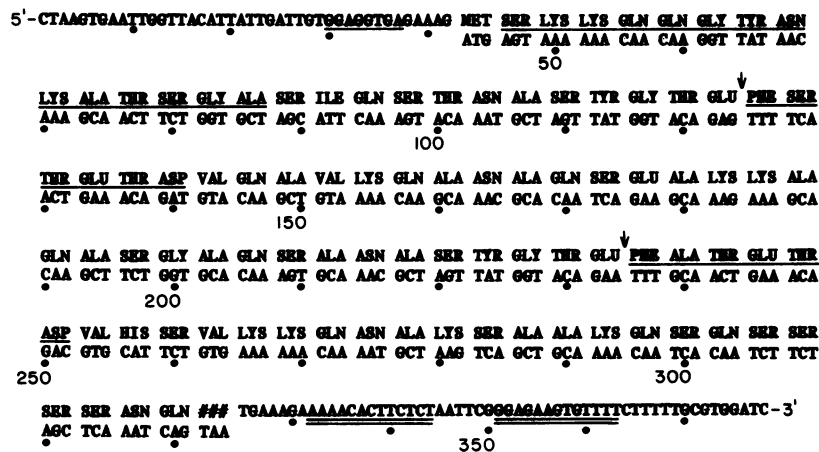 5'-CTAAGTGAATTGGTTACATTATTGATTGTGGAGGTGAGAAAG MET SER LYS LYS GLN GLN GLY TYR ASN
ATG AGT AAA AAA CAA CAA GGT TAT AAC
50
LYS ALA THR SER GLY ALA SER ILE GLN SER THR ASN ALA SER TYR GLY THR GLU PHE SER
AAA GCA ACT TCT GGT GCT AGC ATT CAA AGT ACA AAT GCT AGT TAT GGT ACA GAG TTT TCA
100
THR GLU THR ASP VAL GLN ALA VAL LYS GLN ALA ASN ALA GLN SER GLU ALA LYS LYS ALA
ACT GAA ACA GAT GTA CAA GCT GTA AAA CAA GCA AAC GCA CAA TCA GAA GCA AAG AAA GCA
150
GLN ALA SER GLY ALA GLN SER ALA ASN ALA SER TYR GLY THR GLU PHE ALA THR GLU THR
CAA GCT TCT GGT GCA CAA AGT GCA AAC GCT AGT TAT GGT ACA GAA TTT GCA ACT GAA ACA
200
ASP VAL HIS SER VAL LYS LYS GLN ASN ALA LYS SER ALA ALA LYS GLN SER GLN SER SER
GAC GTG CAT TCT GTG AAA AAA CAA AAT GCT AAG TCA GCT GCA AAA CAA TCA CAA TCT TCT
250 300
SER SER ASN GLN ### TGAAAGAAAAACACTTCTCTAATTCGGGAGAAGTGTTTTCTTTTTGCGTGGATC-3'
AGC TCA AAT CAG TAA
350